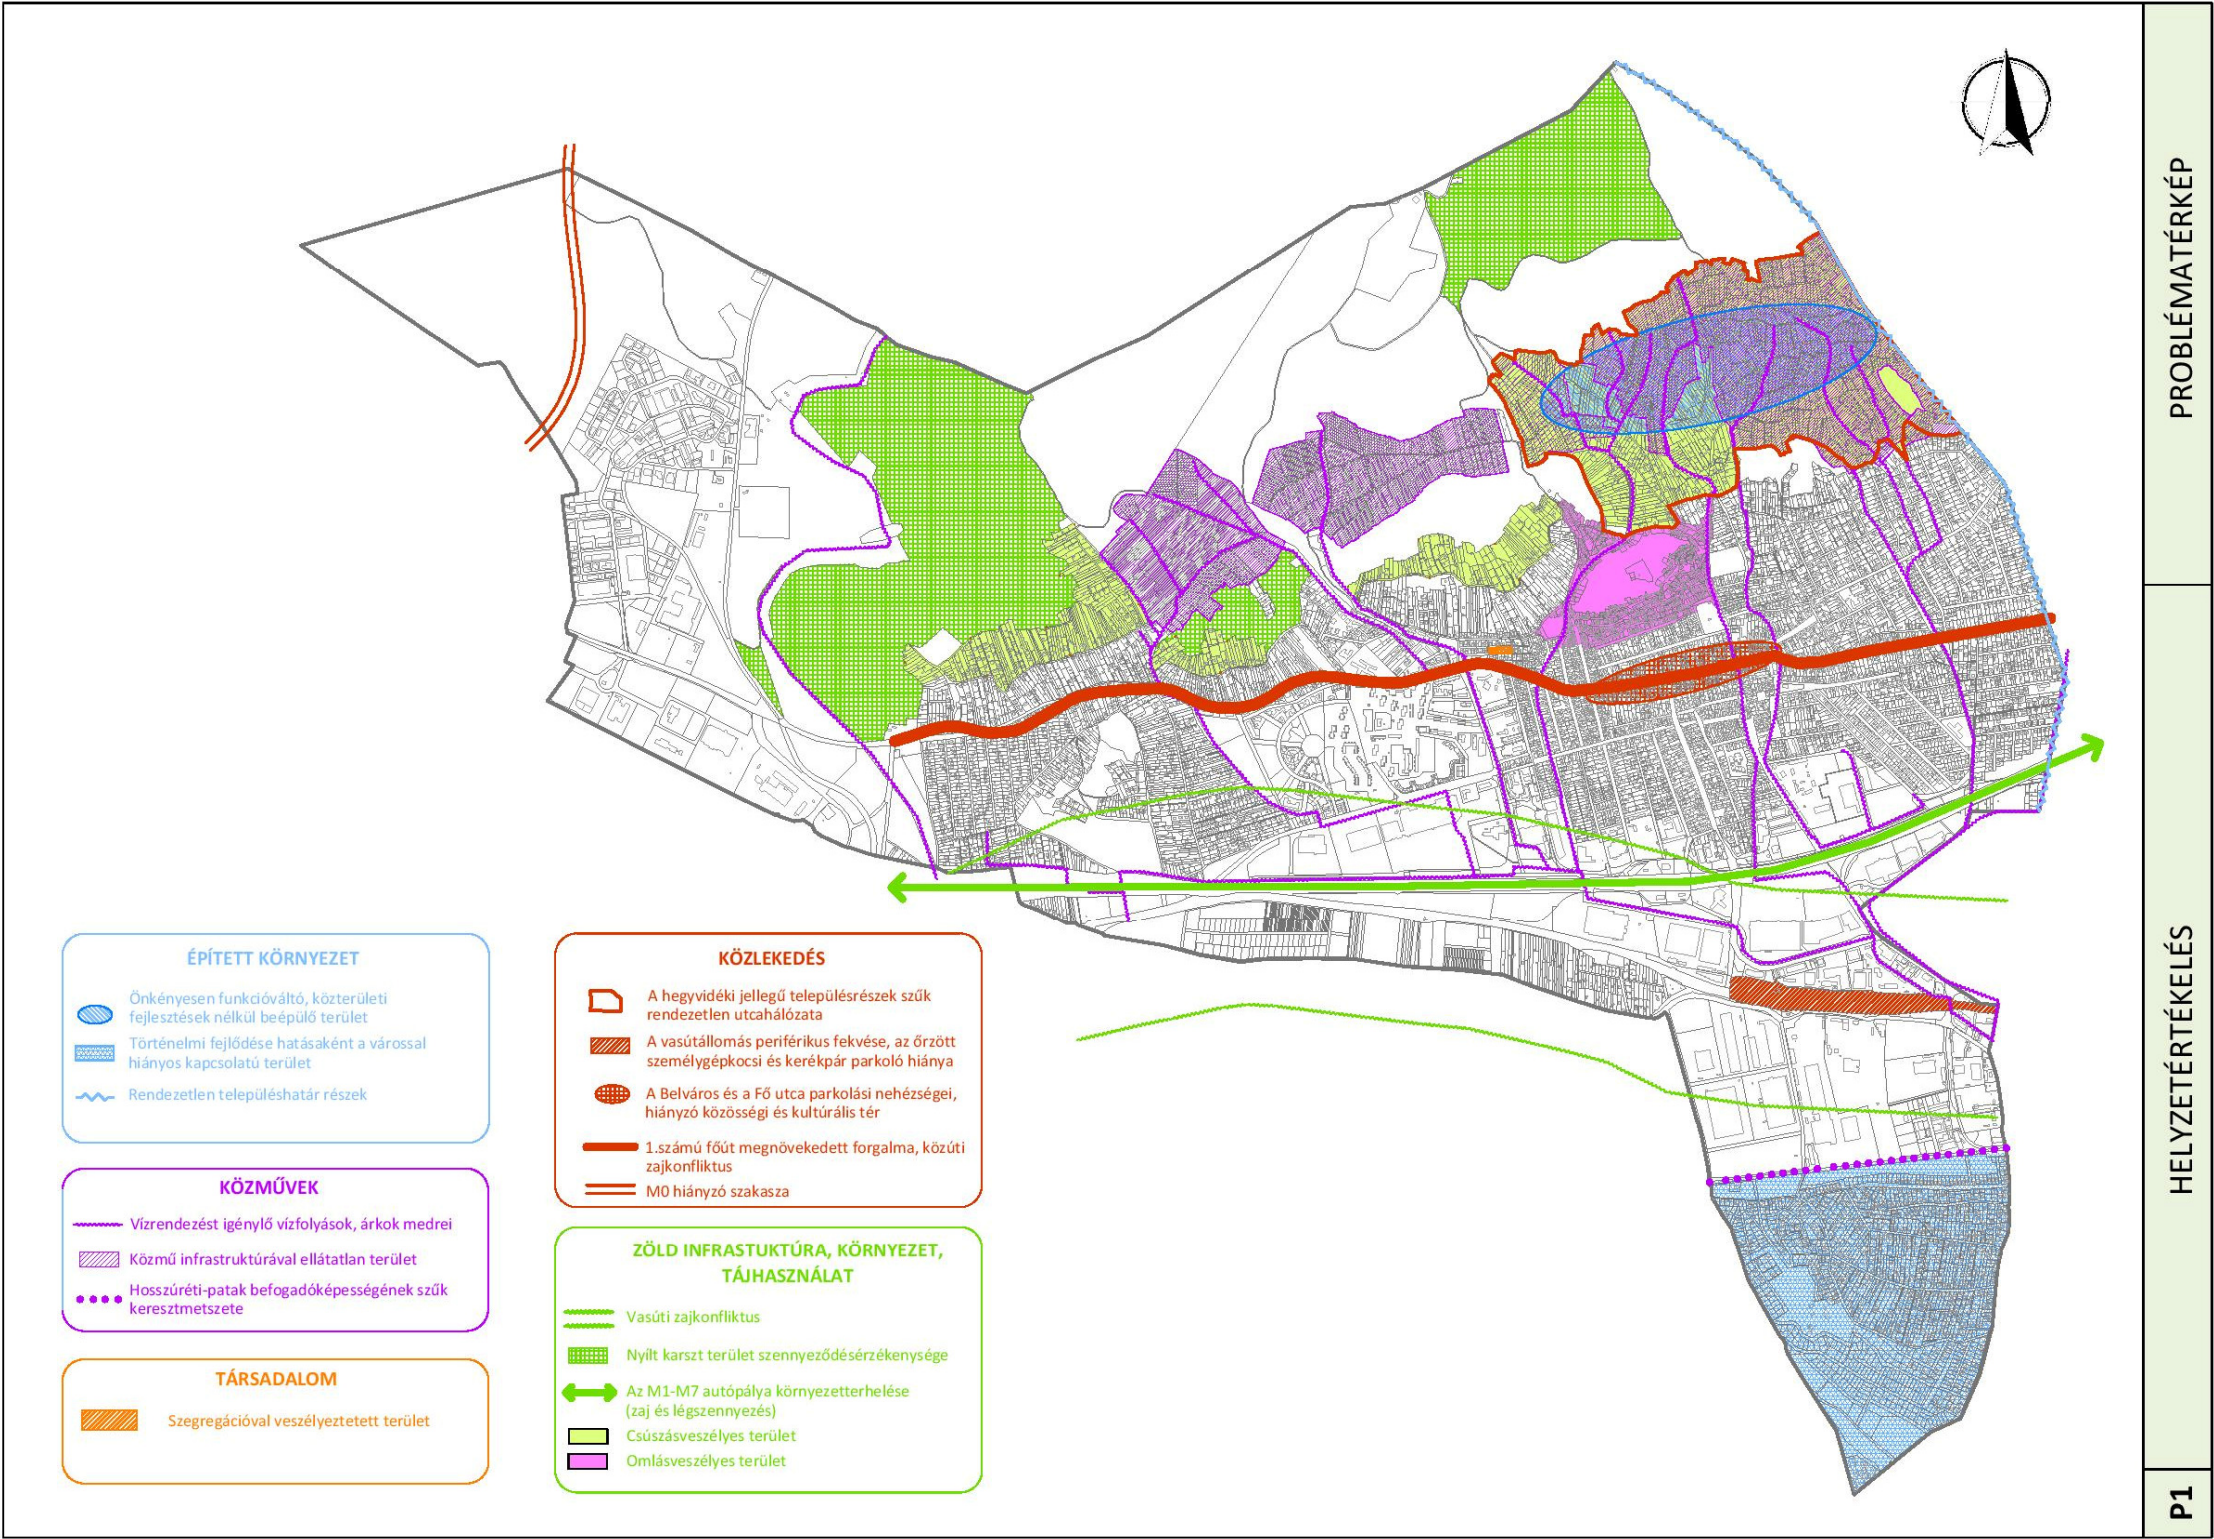 ÉPÍTETT KÖRNYEZET
Önkényesen funkcióváltó, közterületi
fejlesztések nélkül beépülő terület
Történelmi fejlődése hatásaként a várossal
hiányos kapcsolatú terület
Rendezetlen településhatár részek
KÖZMŰVEK
Vízrendezést igénylő vízfolyások, árkok medrei
Közmű infrastruktúrával ellátatlan terület
Hosszúréti-patak befogadóképességének szűk
keresztmetszete
TÁRSADALOM
Szegregációval veszélyeztetett terület
KÖZLEKEDÉS
A hegyvidéki jellegű településrészek szűk
rendezetlen utcahálózata
A vasútállomás periférikus fekvése, az őrzött
személygépkocsi és kerékpár parkoló hiánya
A Belváros és a Fő utca parkolási nehézségei,
hiányzó közösségi és kultúrális tér
1.számú főút megnövekedett forgalma, közúti
zajkonfliktus
M0 hiányzó szakasza
ZÖLD INFRASTUKTÚRA, KÖRNYEZET,
TÁJHASZNÁLAT
Vasúti zajkonfliktus
Nyílt karszt terület szennyeződésérzékenysége
Az M1-M7 autópálya környezetterhelése
(zaj és légszennyezés)
Csúszásveszélyes terület
Omlásveszélyes terület
PROBLÉMATÉRKÉP
HELYZETÉRTÉKELÉS
P1